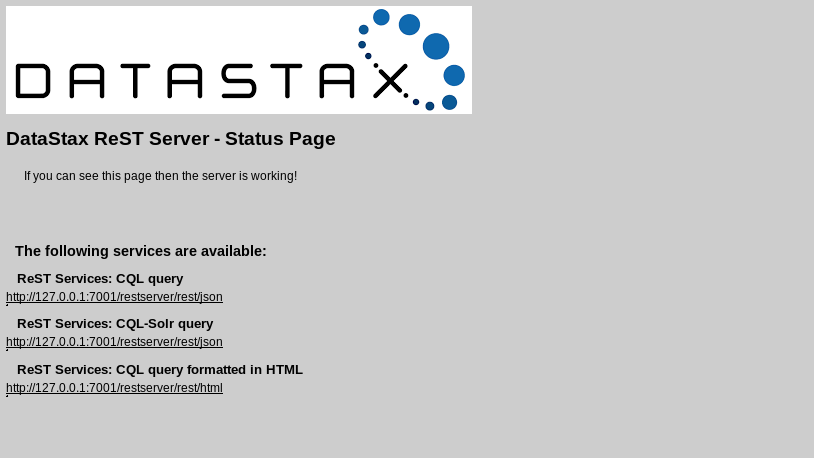 DATASTAX
DataStax ReST Server - Status Page
If you can see this page then the server is working!
The following services are available:
ReST Services: CQL query
http://127.0.0.1:7001/restserver/rest/json
ReST Services: CQL-Solr query
http://127.0.0.1:7001/restserver/rest/json
ReST Services: CQL query formatted in HTML
http://127.0.0.1:7001/restserver/rest/html